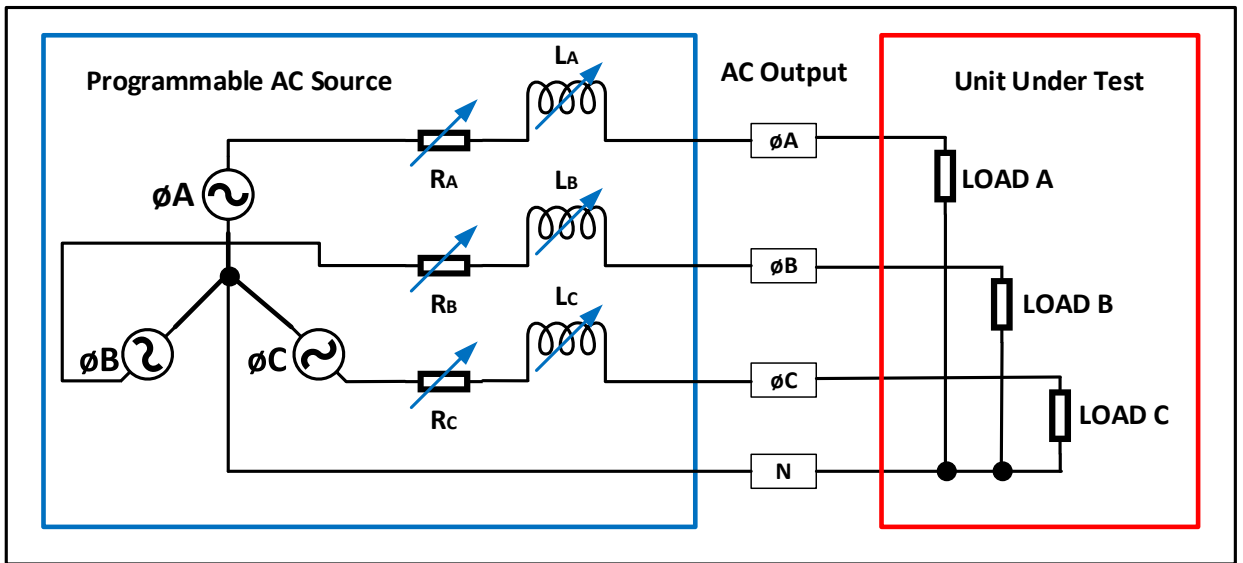 Programmable AC Source
AC Output
Unit Under Test
LA
RA
øA
øA
LOAD A
LB
RB
øB
øB
LOAD B
LC
RC
øC
øC
LOAD C
N